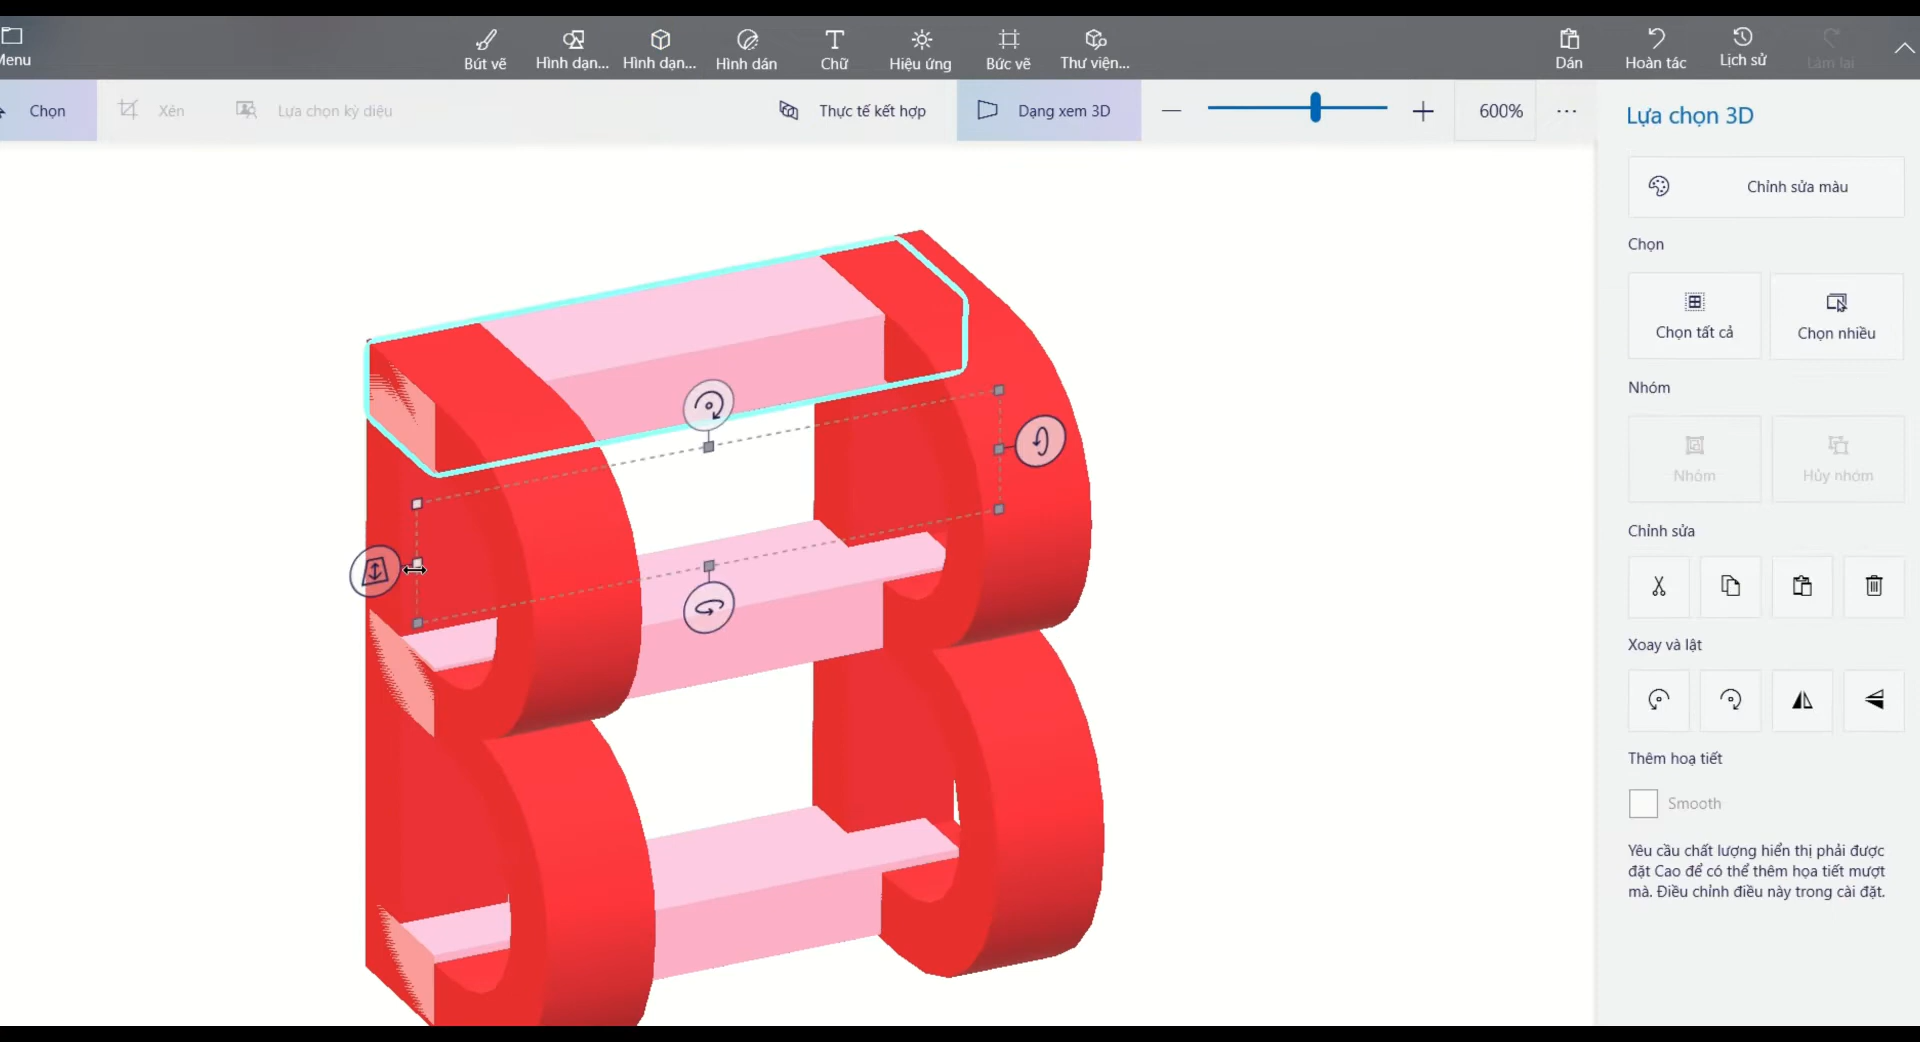 Menu
Bút vẽ
Hình dạn...
Hình dạn...
Hình dán
Chữ
Hiệu ứng
Bức vẽ
Thư viện...
Dán
Hoàn tác
Lịch sử
Làm lại
Chọn
Xén
Lựa chọn kỳ diệu
Thực tế kết hợp
Dạng xem 3D
600%
Lựa chọn 3D
Chỉnh sửa màu
Chọn
Chọn tất cả
Chọn nhiều
Nhóm
Nhóm
Hủy nhóm
Chỉnh sửa
Xoay và lật
Thêm hoạ tiết
Smooth
Yêu cầu chất lượng hiển thị phải được
đặt Cao để có thể thêm họa tiết mượt
mà. Điều chỉnh điều này trong cài đặt.